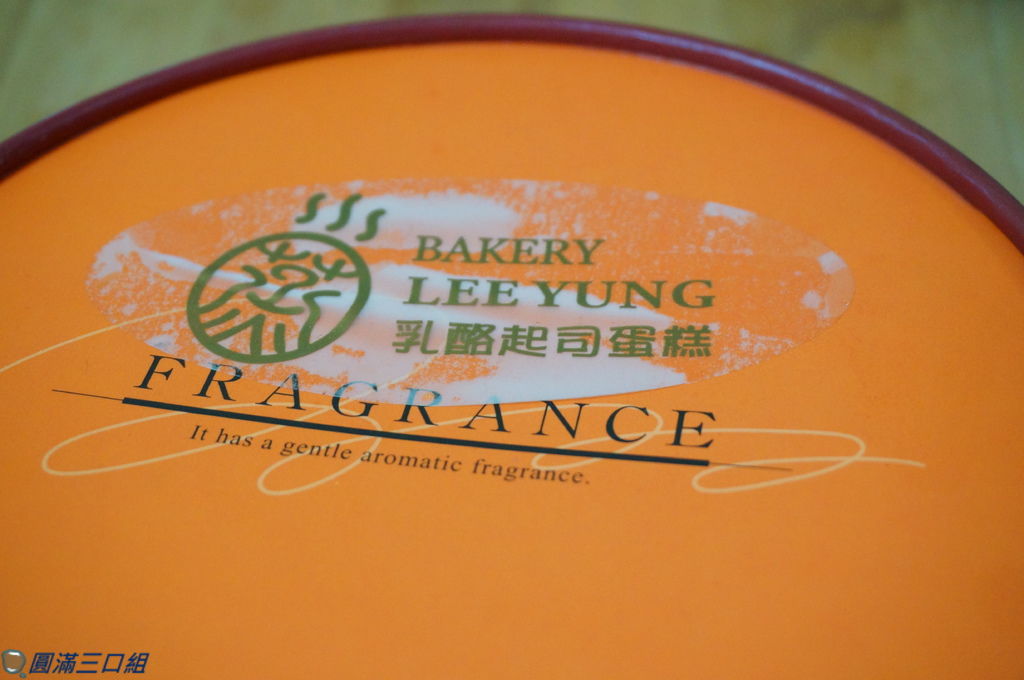 BAKERY
LEE YUNG
乳酪起司蛋糕
FRAGRANCE
It has a gentle aromatic fragrance.
圓滿三口組